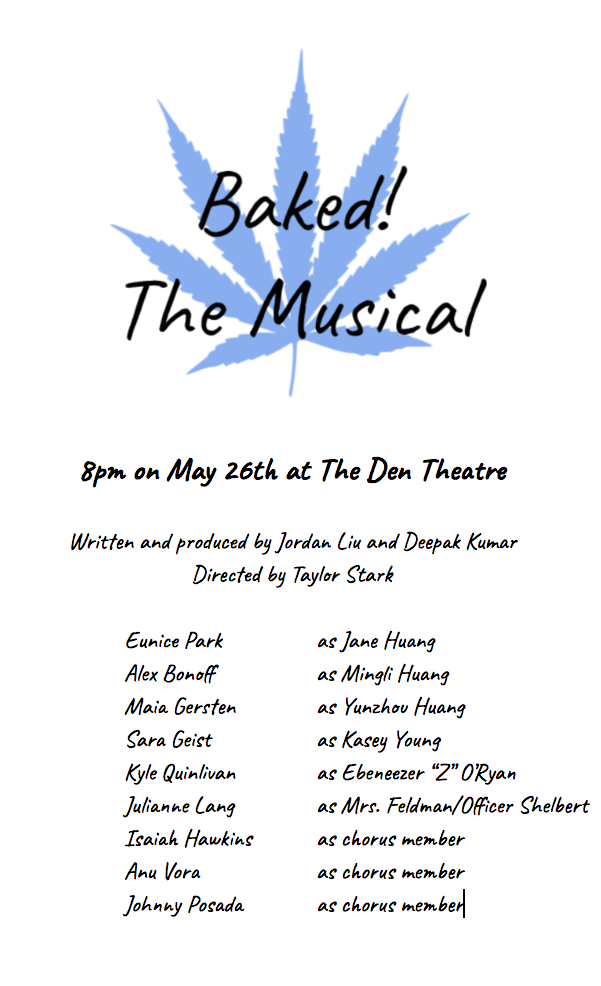 Baked!
The Musical
8pm on May 26th at The Den Theatre
Written and produced by Jordan Liu and Deepak Kumar
Directed by Taylor Stark
Eunice Park as Jane Huang
Alex Bonoff as Mingli Huang
Maia Gersten as Yunzhou Huang
Sara Geist as Kasey Young
Kyle Quinlivan as Ebeneezer “Z” O’Ryan
Julianne Lang as Mrs. Feldman/Officer Shelbert
Isaiah Hawkins as chorus member
Anu Vora as chorus member
Johnny Posada as chorus member